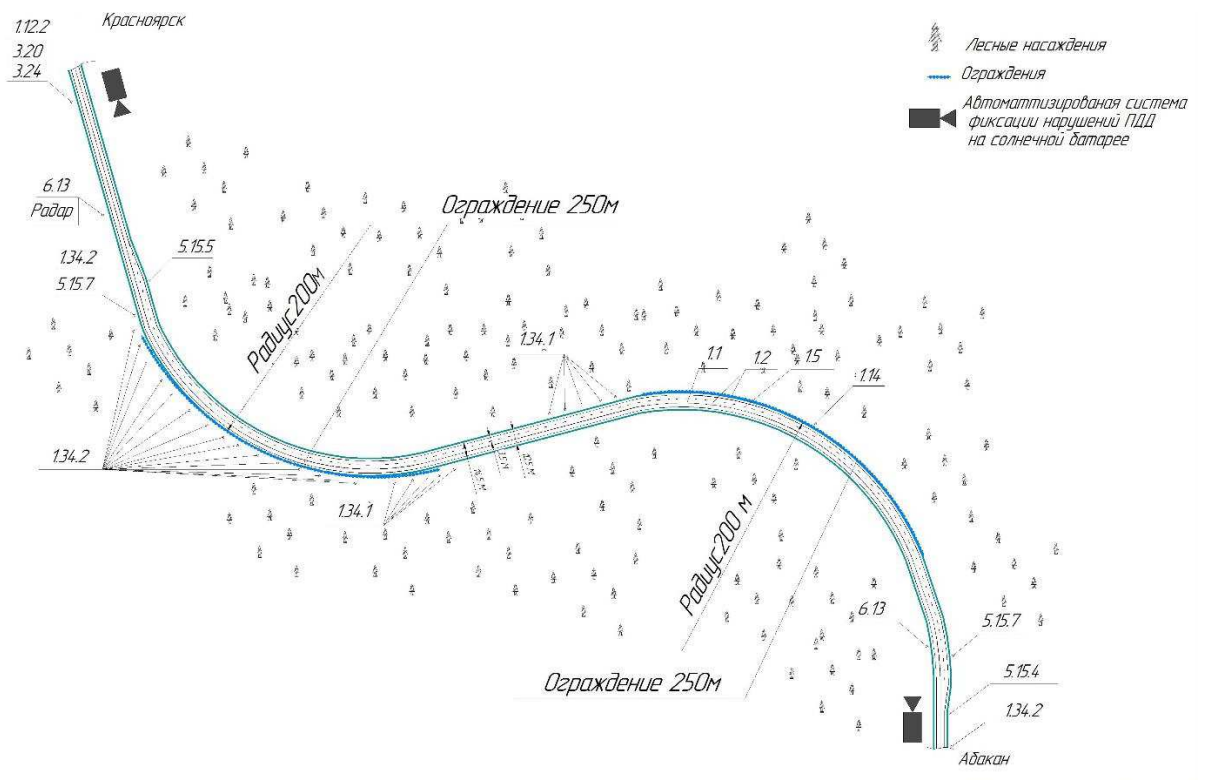 Красноярск
1.12.2
3.20
3.24
Лесные насаждения
Ограждения
Автоматтизированая система
фиксации нарушений ПДД
на солнечной батарее
6.13
Радар
Ограждение 250м
5.15.5
1.34.2
5.15.7
Радиус200м
1.34.1
1.1
1.2
1.5
1.14
1.34.2
1.34.1
Радиус200 м
6.13
5.15.7
Ограждение 250м
5.15.4
1.34.2
Абакан